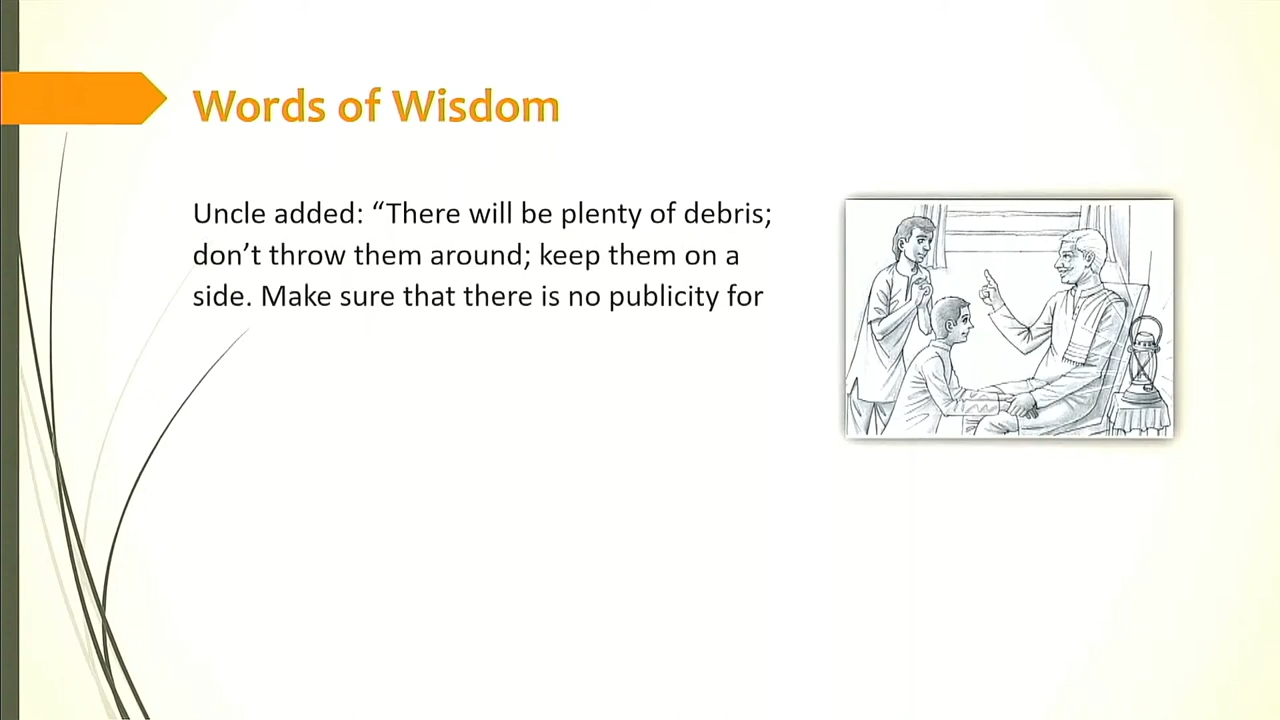 Words of Wisdom
Uncle added: “There will be plenty of debris;
don’t throw them around; keep them on a
side. Make sure that there is no publicity for